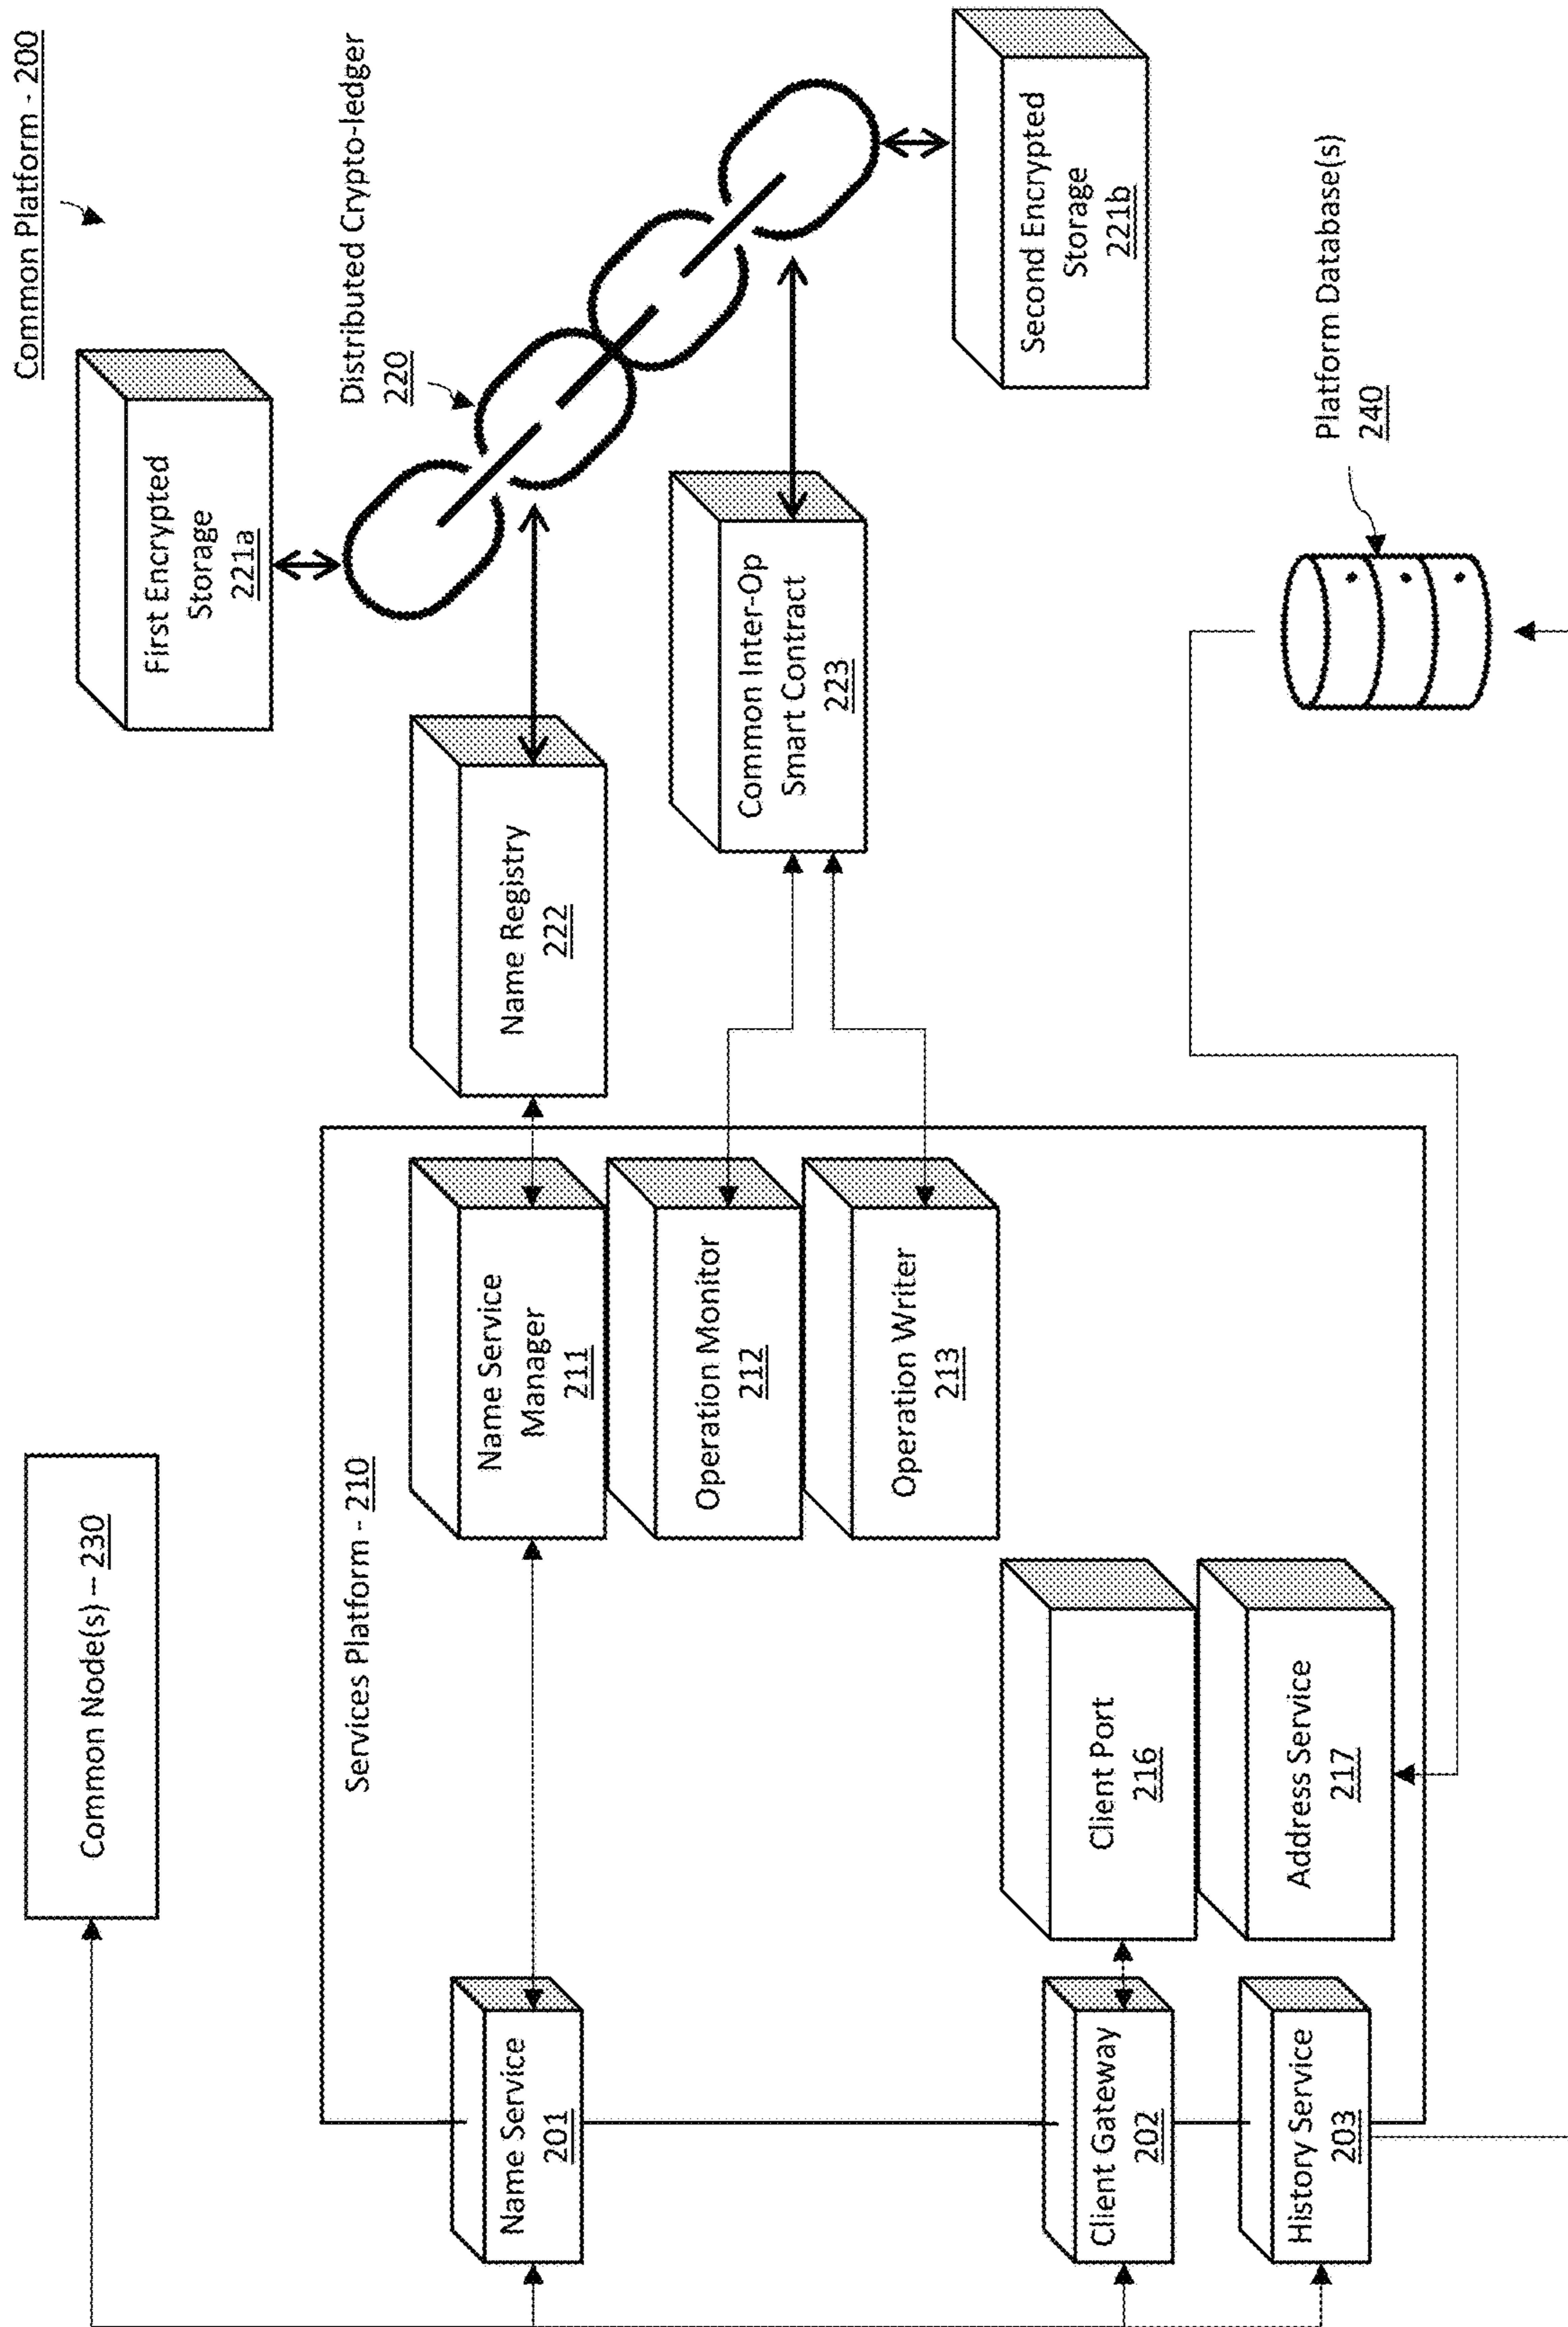 Common Platform - 200
Common Node(s) -- 230
First Encrypted
Storage
221a
Distributed Crypto-ledger
220
Services Platform - 210
Name Service
201
Name Service
Manager
211
Name Registry
222
Operation Monitor
212
Common Inter-Op
Smart Contract
223
Operation Writer
213
Second Encrypted
Storage
221b
Client Gateway
202
Client Port
216
History Service
203
Address Service
217
Platform Database(s)
240